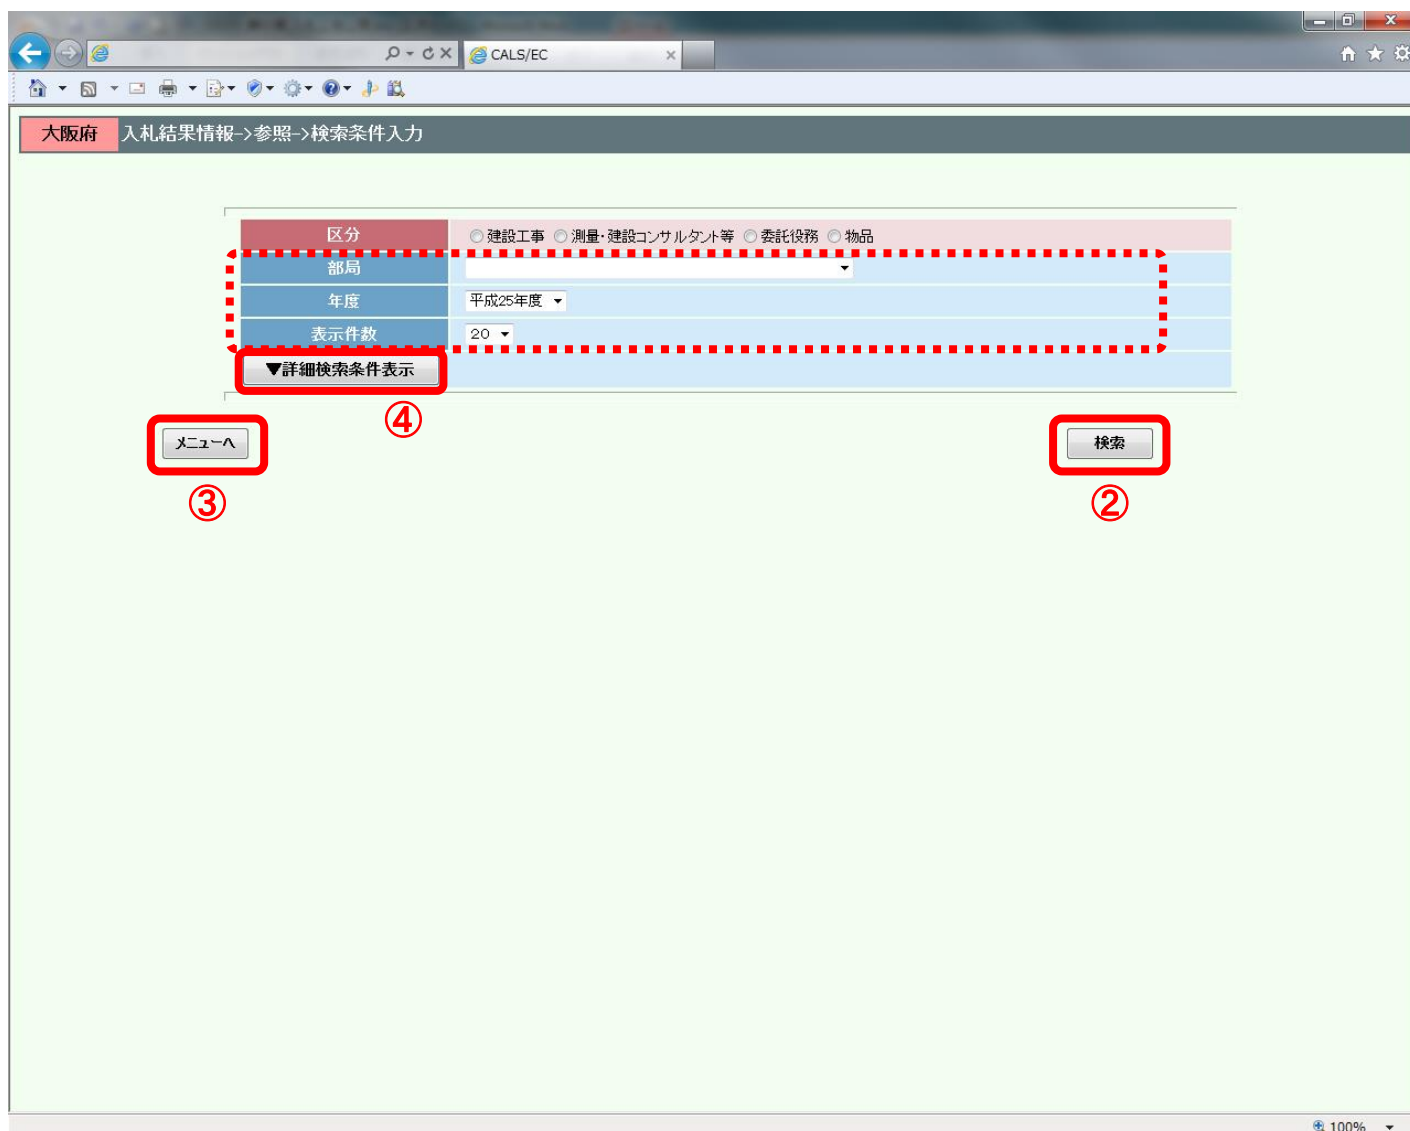 CALS/EC
大阪府 入札結果情報->参照->検索条件入力
区分 建設工事 測量・建設コンサルタント等 委託役務 物品
部局
年度 平成25年度
表示件数 20
▼詳細検索条件表示
④
メニューへ 検索
③ ②
100%